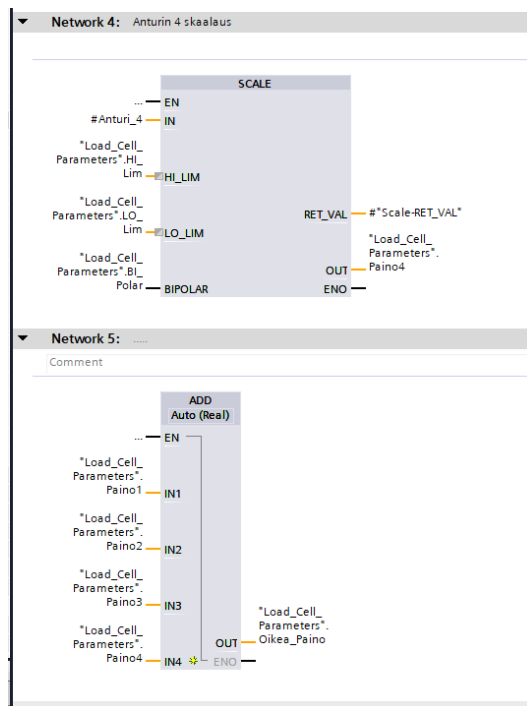 Network 4: Anturin 4 skaalaus
SCALE
... EN
#Anturi_4 IN
"Load_Cell_
Parameters".HI_
Lim HI_LIM
"Load_Cell_
Parameters".LO_
Lim LO_LIM
RET_VAL #"Scale-RET_VAL"
"Load_Cell_
Parameters".
OUT Paino4
"Load_Cell_
Parameters".BI_
Polar BIPOLAR
ENO
Network 5: .....
Comment
ADD
Auto (Real)
... EN
"Load_Cell_
Parameters".
Paino1 IN1
"Load_Cell_
Parameters".
Paino2 IN2
"Load_Cell_
Parameters".
Paino3 IN3
"Load_Cell_
Parameters".
Paino4 IN4
"Load_Cell_
Parameters".
OUT Oikea_Paino
ENO